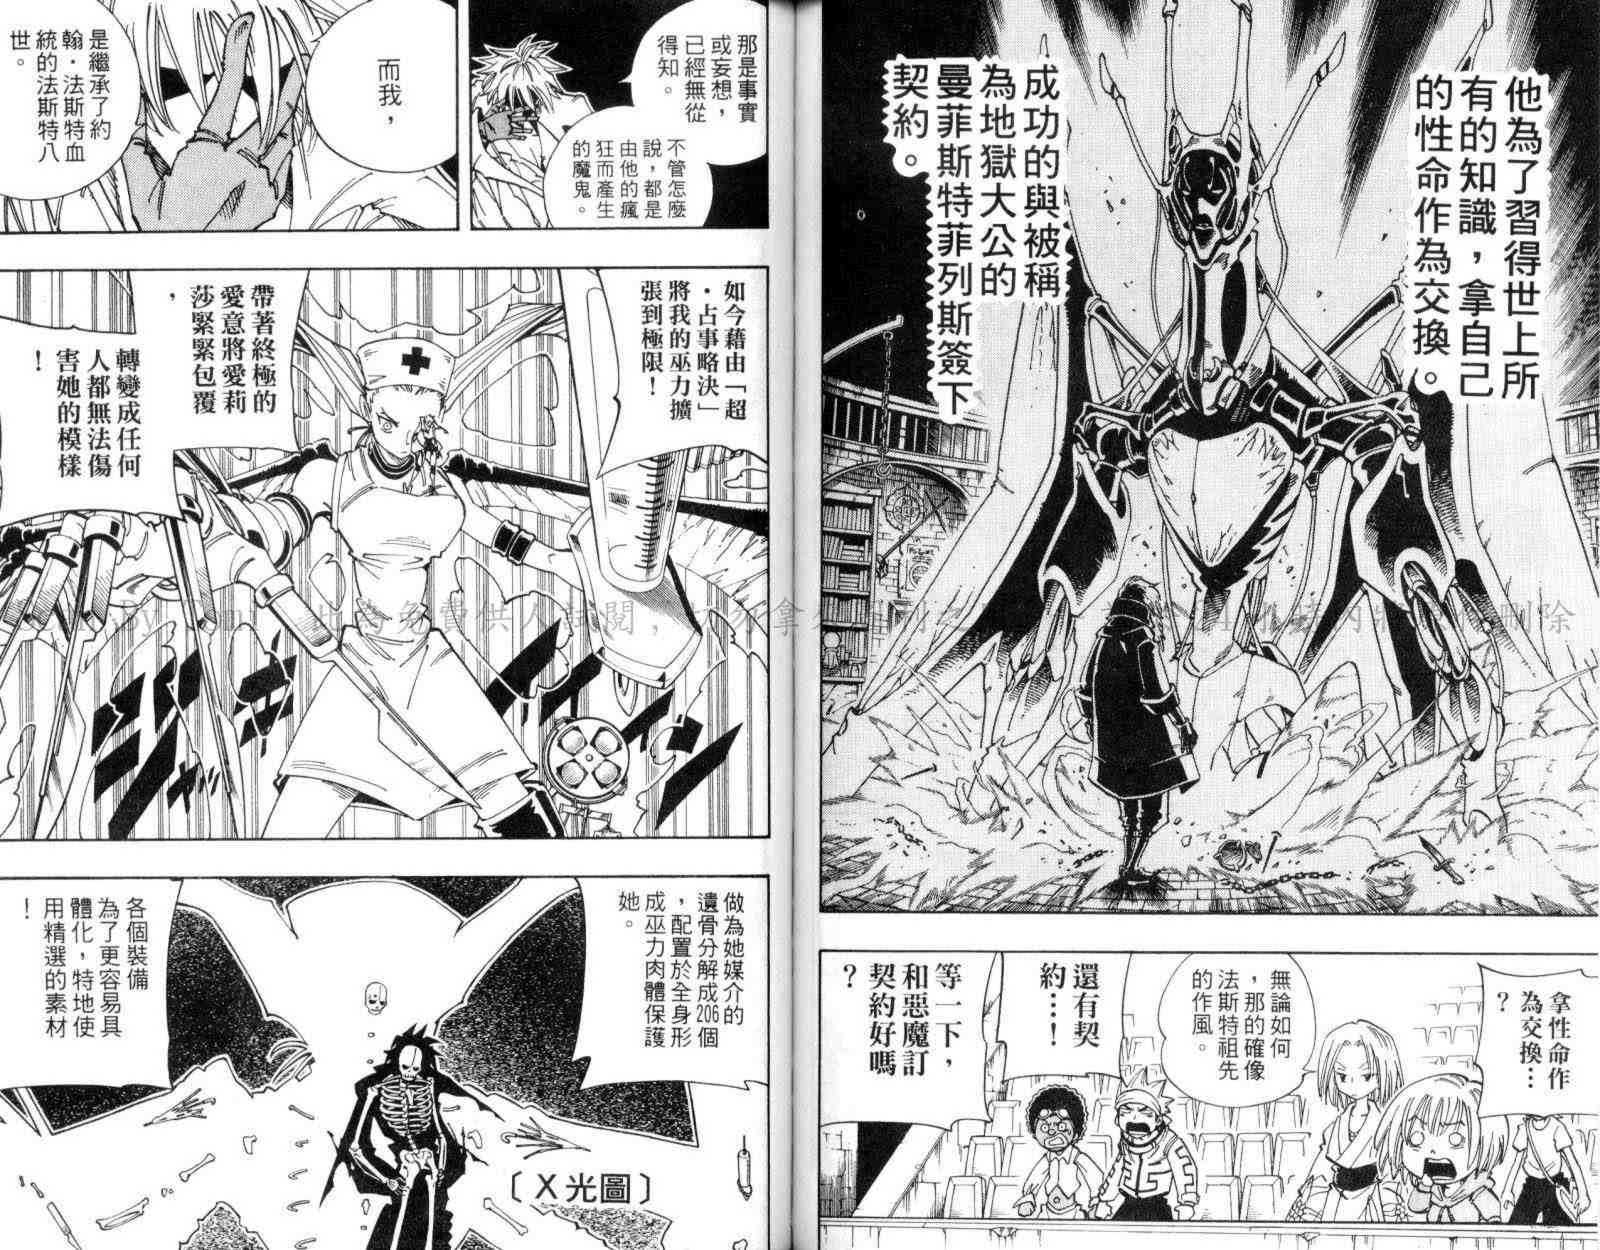 他為了習得世上所
有的知識，拿自己
的性命作為交換。
成功的與被稱
為地獄大公的
曼菲斯特菲列斯簽下
契約。
拿性命作
為交換…
？
無論如何
，那的確像
法斯特祖先
的作風。
還有契
約…！
等一下，
和惡魔訂
契約好嗎
？
那是事實
或妄想，
已經無從
得知。
不管怎麼
說，都是
由他的瘋
狂而產生
的魔鬼。
而我，
是繼承了約
翰·法斯特血
統的法斯特八
世。
如今藉由「超
·占事略決」
將我的巫力擴
張到極限！
帶著終極的
愛意將愛莉
莎緊緊包覆
，
轉變成任何
人都無法傷
害她的模樣
！
做為她媒介的
遺骨分解成206個
，配置於全身形
成巫力肉體保護
她。
各個裝備
為了更容易具
體化，特地使
用精選的素材
！
〔X光圖〕
此為免費供人試閱，
刪除